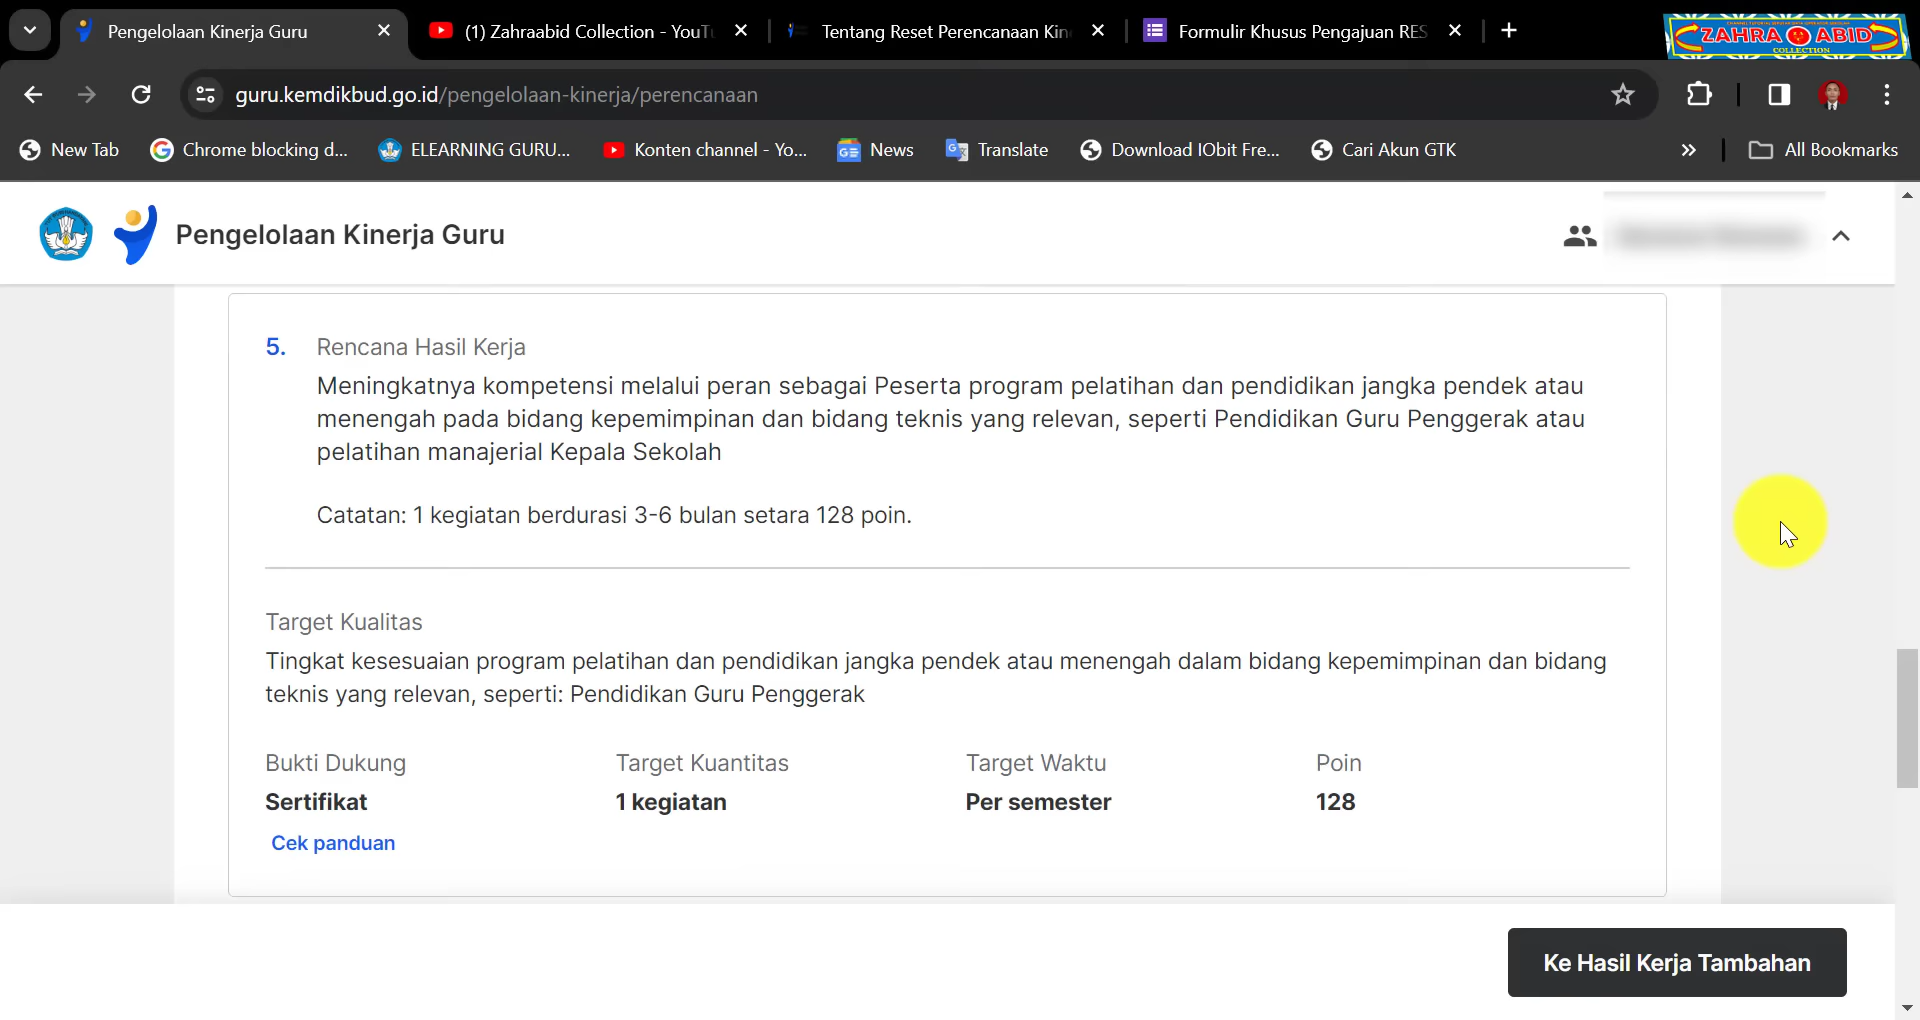 Pengelolaan Kinerja Guru
(1) Zahraabid Collection - YouT
Tentang Reset Perencanaan Kin
Formulir Khusus Pengajuan RES
ZAHRA ABID
COLLECTION
guru.kemdikbud.go.id/pengelolaan-kinerja/perencanaan
New Tab
Chrome blocking d...
ELEARNING GURU...
Konten channel - Yo...
News
Translate
Download IObit Fre...
Cari Akun GTK
All Bookmarks
Pengelolaan Kinerja Guru
5. Rencana Hasil Kerja
Meningkatnya kompetensi melalui peran sebagai Peserta program pelatihan dan pendidikan jangka pendek atau
menengah pada bidang kepemimpinan dan bidang teknis yang relevan, seperti Pendidikan Guru Penggerak atau
pelatihan manajerial Kepala Sekolah
Catatan: 1 kegiatan berdurasi 3-6 bulan setara 128 poin.
Target Kualitas
Tingkat kesesuaian program pelatihan dan pendidikan jangka pendek atau menengah dalam bidang kepemimpinan dan bidang
teknis yang relevan, seperti: Pendidikan Guru Penggerak
Bukti Dukung Target Kuantitas Target Waktu Poin
Sertifikat 1 kegiatan Per semester 128
Cek panduan
Ke Hasil Kerja Tambahan